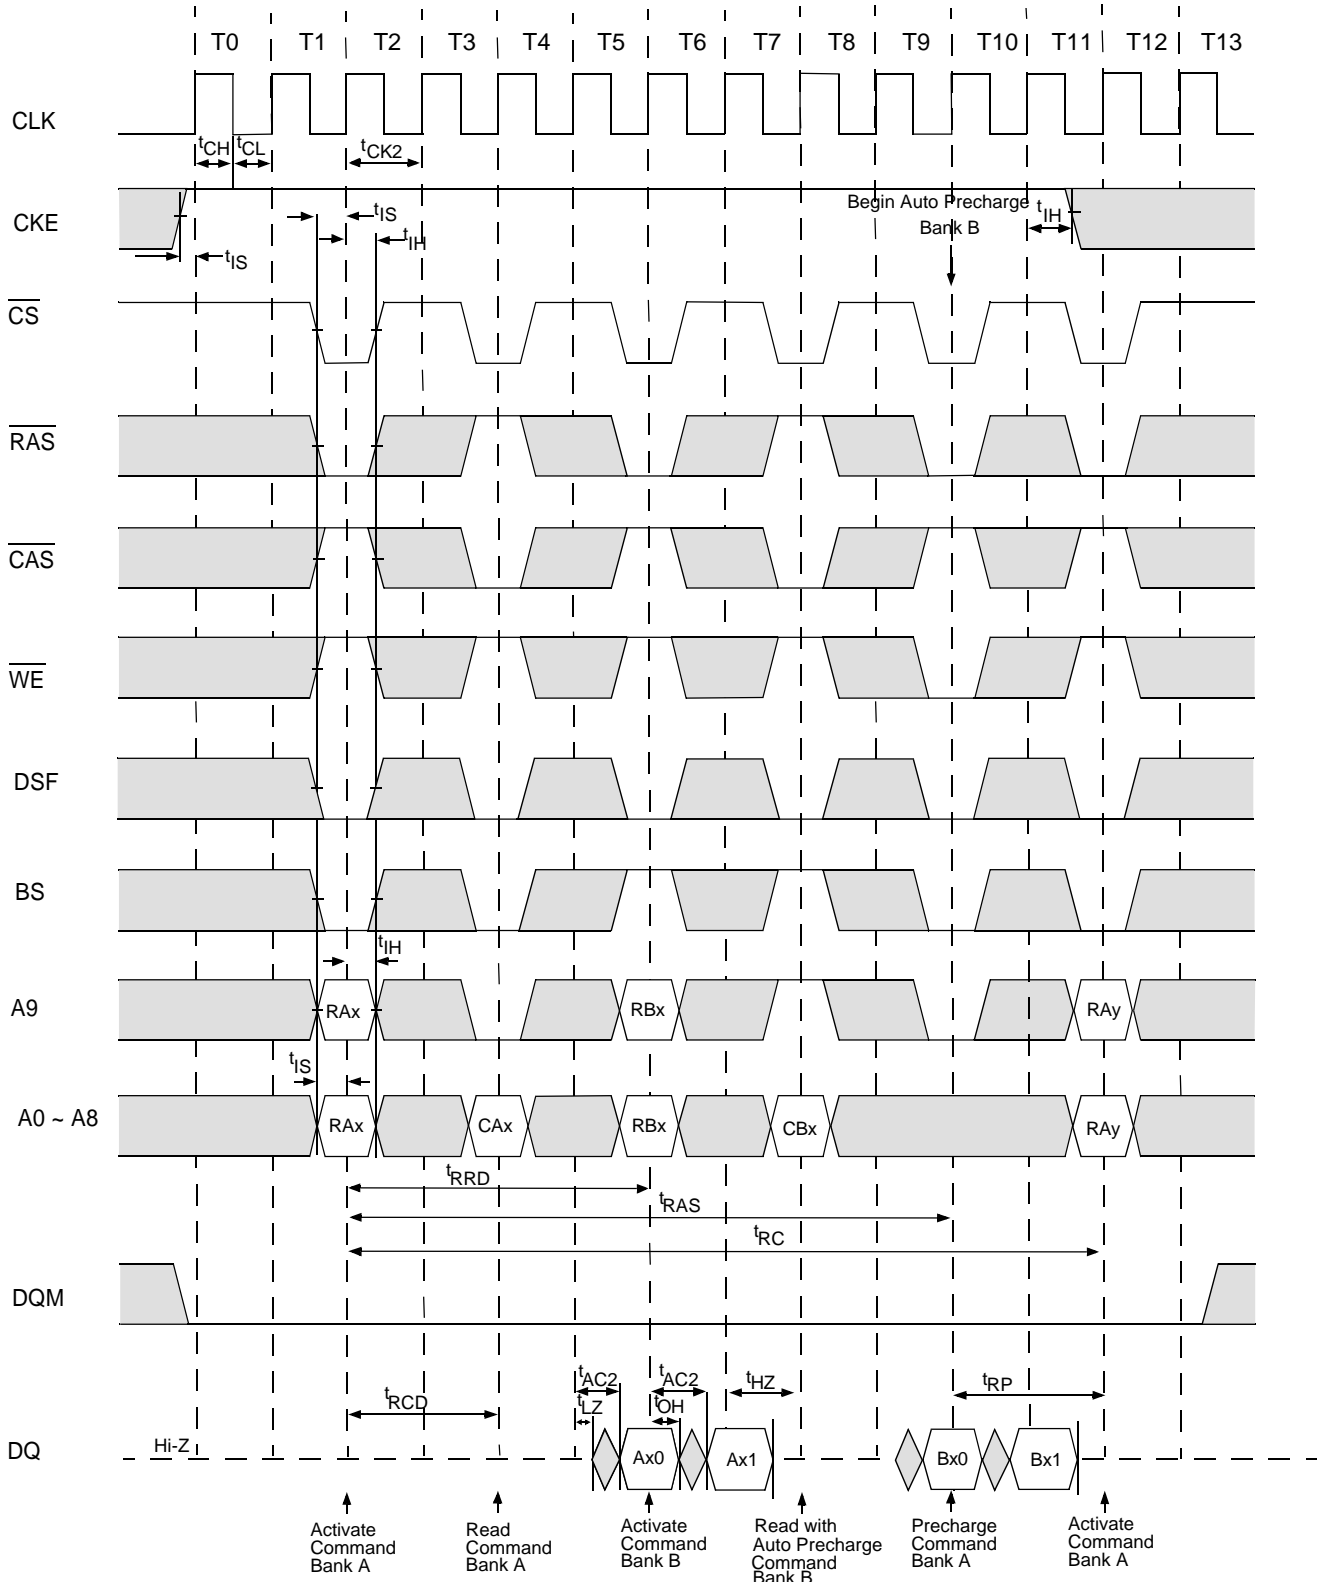 T0 T1 T2 T3 T4 T5 T6 T7 T8 T9 T10 T11 T12 T13
CLK
tCH tCL tCK2
CKE
tIS
tIH
tIS
Begin Auto Precharge
Bank B
tIH
CS
RAS
CAS
WE
DSF
BS
tIH
A9
RAx RBx RAy
tIS
A0 ~ A8
RAx CAx RBx CBx RAy
tRRD
tRAS
tRC
DQM
tAC2 tAC2 tHZ tRP
tRCD tLZ tOH
DQ
Hi-Z
Ax0 Ax1 Bx0 Bx1
Activate
Command
Bank A
Read
Command
Bank A
Activate
Command
Bank B
Read with
Auto Precharge
Command
Bank B
Precharge
Command
Bank A
Activate
Command
Bank A